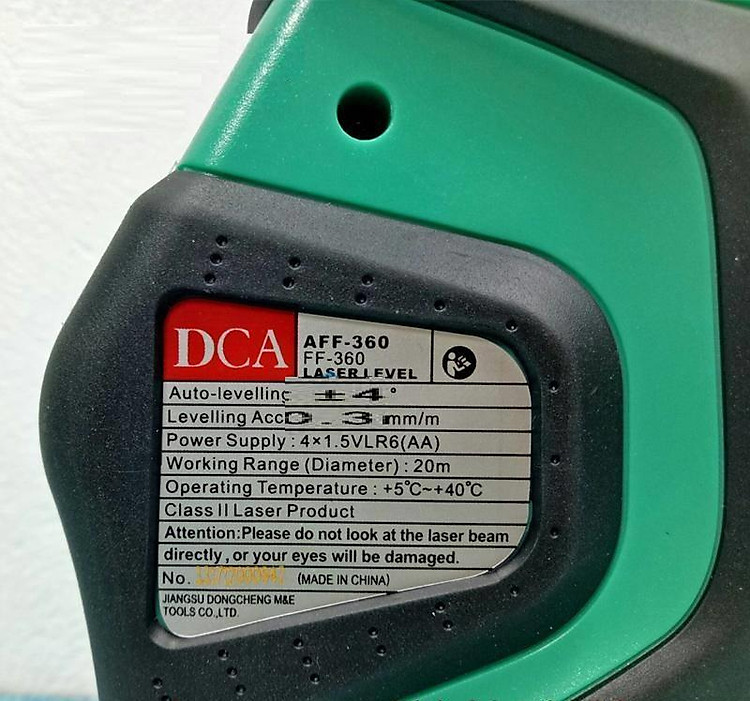 DCA
AFF-360
FF-360
LASER LEVEL
Auto-levelling ±4°
Levelling Acc 0.3mm/m
Power Supply : 4×1.5VLR6(AA)
Working Range (Diameter) : 20m
Operating Temperature : +5℃~+40℃
Class II Laser Product
Attention:Please do not look at the laser beam
directly, or your eyes will be damaged.
No. (MADE IN CHINA)
JIANGSU DONGCHENG M&E
TOOLS CO.,LTD.